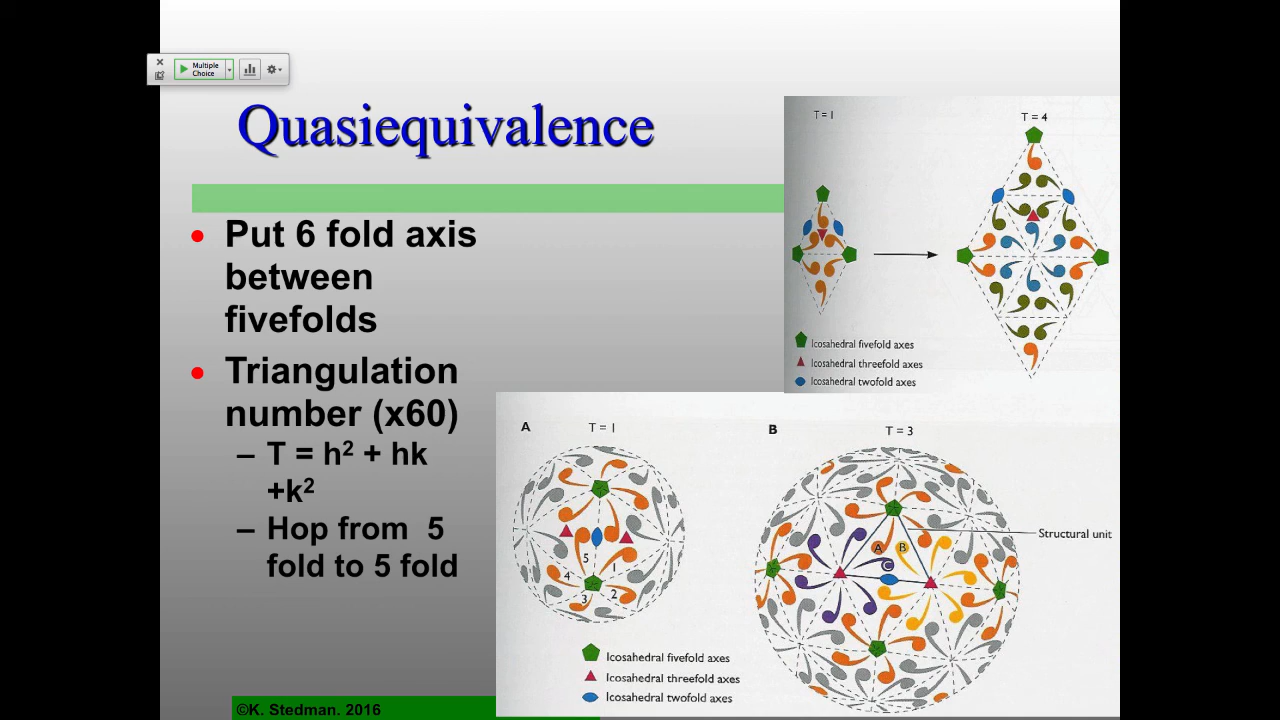 Multiple
Choice
Quasiequivalence
• Put 6 fold axis
between
fivefolds
• Triangulation
number (x60)
– T = h² + hk
+k²
– Hop from 5
fold to 5 fold
T = 1
T = 4
Icosahedral fivefold axes
Icosahedral threefold axes
Icosahedral twofold axes
A
T = 1
B
T = 3
A
B
C
Structural unit
5
4
3
2
Icosahedral fivefold axes
Icosahedral threefold axes
Icosahedral twofold axes
©K. Stedman. 2016